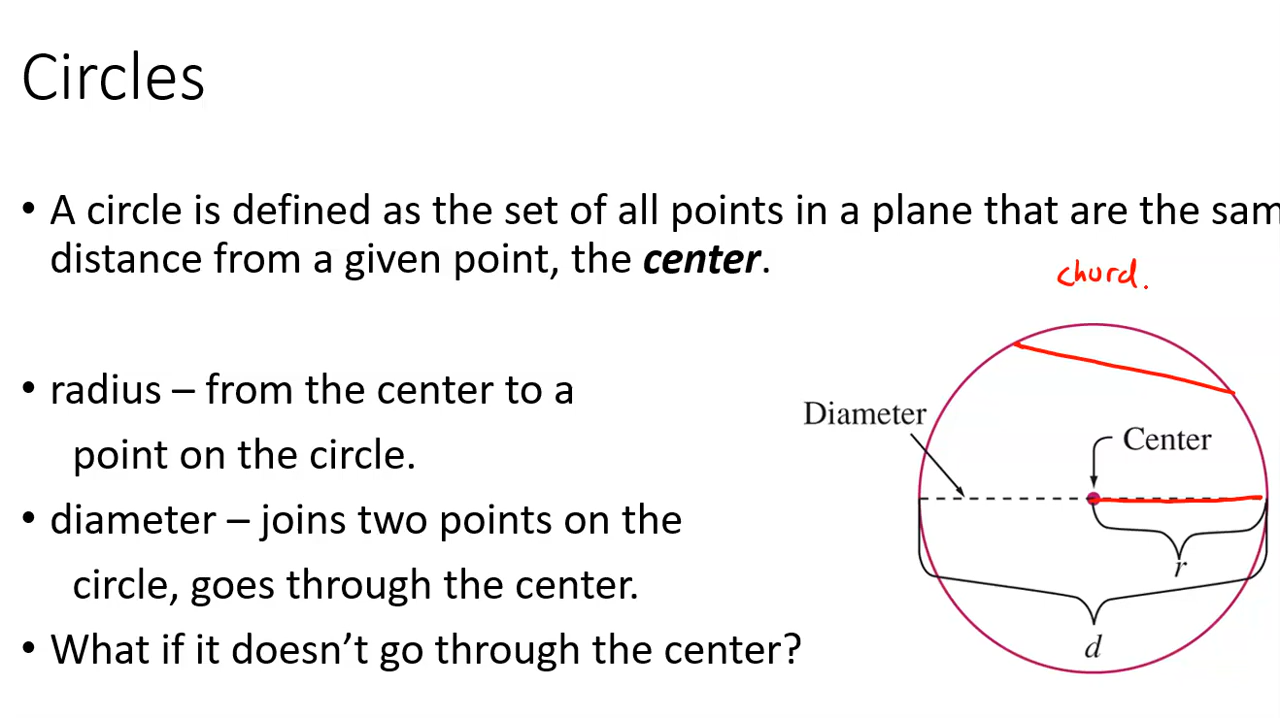 Circles
• A circle is defined as the set of all points in a plane that are the sam
distance from a given point, the center.
chord.
• radius – from the center to a
point on the circle.
• diameter – joins two points on the
circle, goes through the center.
• What if it doesn’t go through the center?
Diameter
Center
r
d